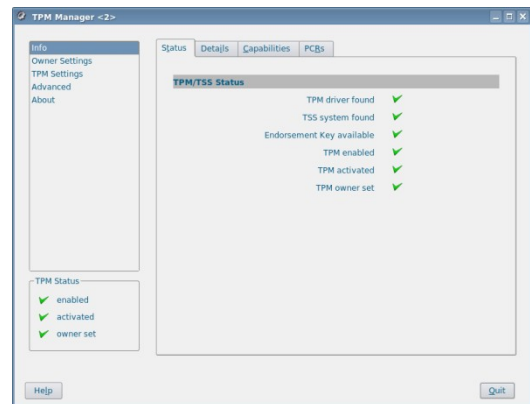 TPM Manager <2>
Info
Owner Settings
TPM Settings
Advanced
About
TPM Status
enabled
activated
owner set
Status Details Capabilities PCRs
TPM/TSS Status
TPM driver found
TSS system found
Endorsement Key available
TPM enabled
TPM activated
TPM owner set
Help
Quit